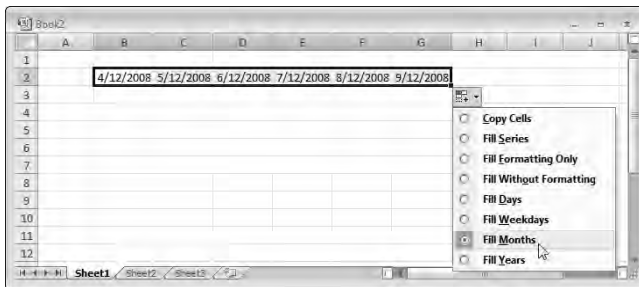 Book2
A B C D E F G H I J
1
2 4/12/2008 5/12/2008 6/12/2008 7/12/2008 8/12/2008 9/12/2008
3
4 Copy Cells
5 Fill Series
6 Fill Formatting Only
7 Fill Without Formatting
8 Fill Days
9 Fill Weekdays
10
11 Fill Months
12 Fill Years
Sheet1 Sheet2 Sheet3